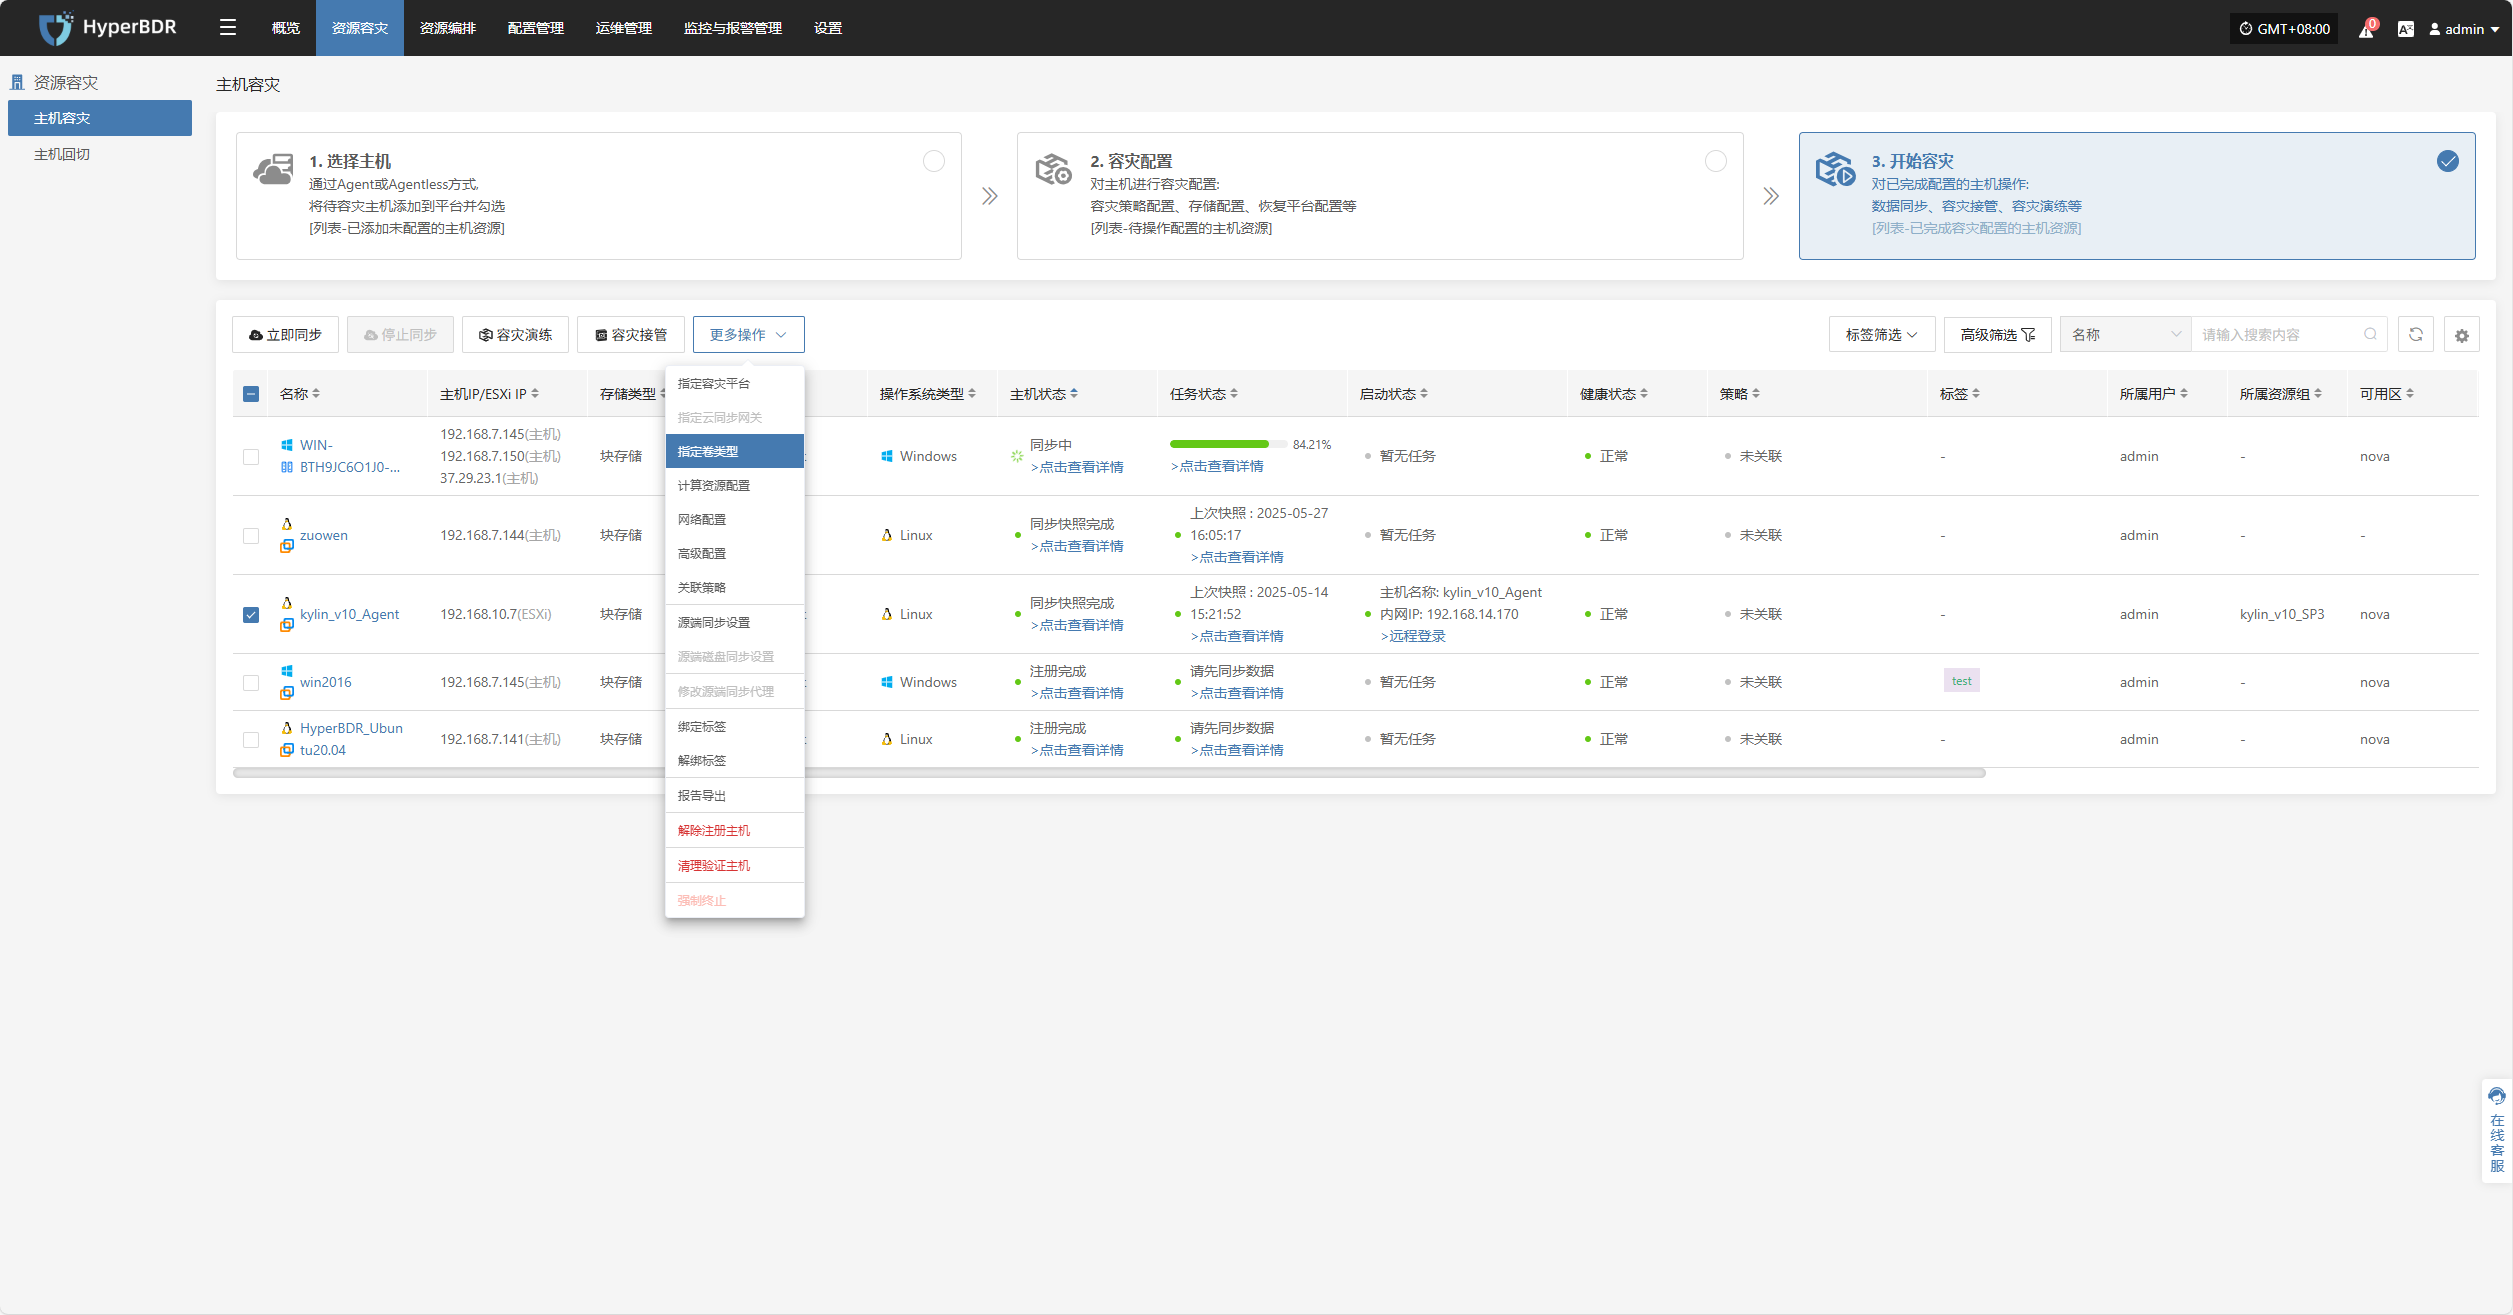 HyperBDR
概览
资源容灾
资源编排
配置管理
运维管理
监控与报警管理
设置
GMT+08:00
0
admin
资源容灾
主机容灾
主机回切
主机容灾
1. 选择主机
通过Agent或Agentless方式,
将待容灾主机添加到平台并勾选
[列表-已添加未配置的主机资源]
2. 容灾配置
对主机进行容灾配置:
容灾策略配置、存储配置、恢复平台配置等
[列表-待操作配置的主机资源]
3. 开始容灾
对已完成配置的主机操作:
数据同步、容灾接管、容灾演练等
[列表-已完成容灾配置的主机资源]
立即同步
停止同步
容灾演练
容灾接管
更多操作
标签筛选
高级筛选
名称
请输入搜索内容
名称 主机IP/ESXi IP 存储类型 操作系统类型 主机状态 任务状态 启动状态 健康状态 策略 标签 所属用户 所属资源组 可用区
WIN-
BTH9JC6O1J0-...
192.168.7.145(主机)
192.168.7.150(主机)
37.29.23.1(主机)
块存储
Windows
同步中
>点击查看详情
84.21%
>点击查看详情
暂无任务
正常
未关联
-
admin
-
nova
zuowen
192.168.7.144(主机)
块存储
Linux
同步快照完成
>点击查看详情
上次快照 : 2025-05-27
16:05:17
>点击查看详情
暂无任务
正常
未关联
-
admin
-
-
kylin_v10_Agent
192.168.10.7(ESXi)
块存储
Linux
同步快照完成
>点击查看详情
上次快照 : 2025-05-14
15:21:52
>点击查看详情
主机名称: kylin_v10_Agent
内网IP: 192.168.14.170
>远程登录
正常
未关联
-
admin
kylin_v10_SP3
nova
win2016
192.168.7.145(主机)
块存储
Windows
注册完成
>点击查看详情
请先同步数据
>点击查看详情
暂无任务
正常
未关联
test
admin
-
nova
HyperBDR_Ubun
tu20.04
192.168.7.141(主机)
块存储
Linux
注册完成
>点击查看详情
请先同步数据
>点击查看详情
暂无任务
正常
未关联
-
admin
-
nova
指定容灾平台
指定云同步网关
指定卷类型
计算资源配置
网络配置
高级配置
关联策略
源端同步设置
源端磁盘同步设置
修改源端同步代理
绑定标签
解绑标签
报告导出
解除注册主机
清理验证主机
强制终止
在
线
客
服